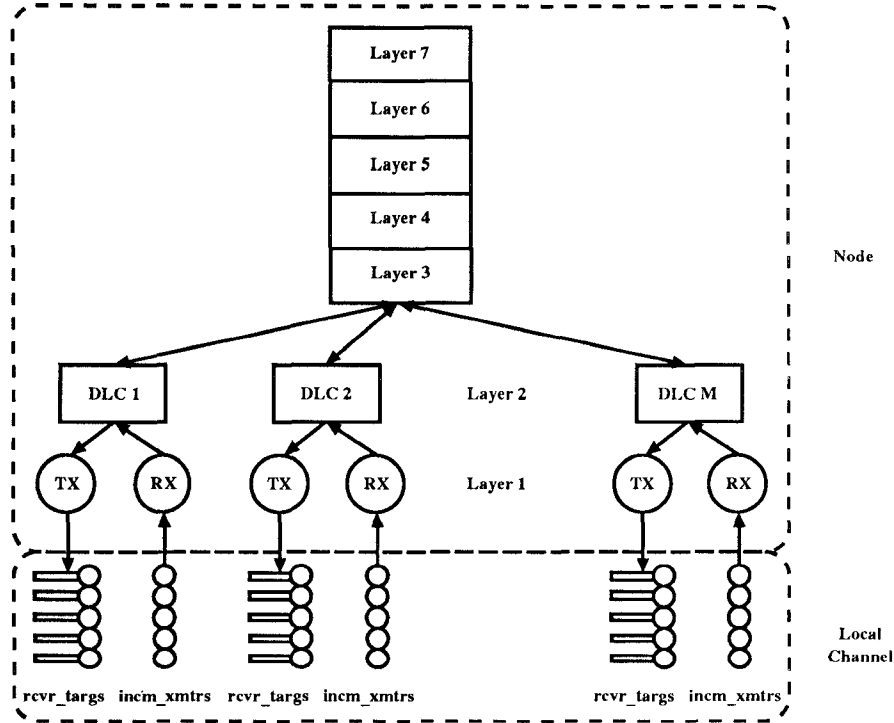 Layer 7
Layer 6
Layer 5
Layer 4
Layer 3
Node
DLC 1
DLC 2
Layer 2
DLC M
TX
RX
TX
RX
Layer 1
TX
RX
Local
Channel
rcvr_targs
incm_xmtrs
rcvr_targs
incm_xmtrs
rcvr_targs
incm_xmtrs